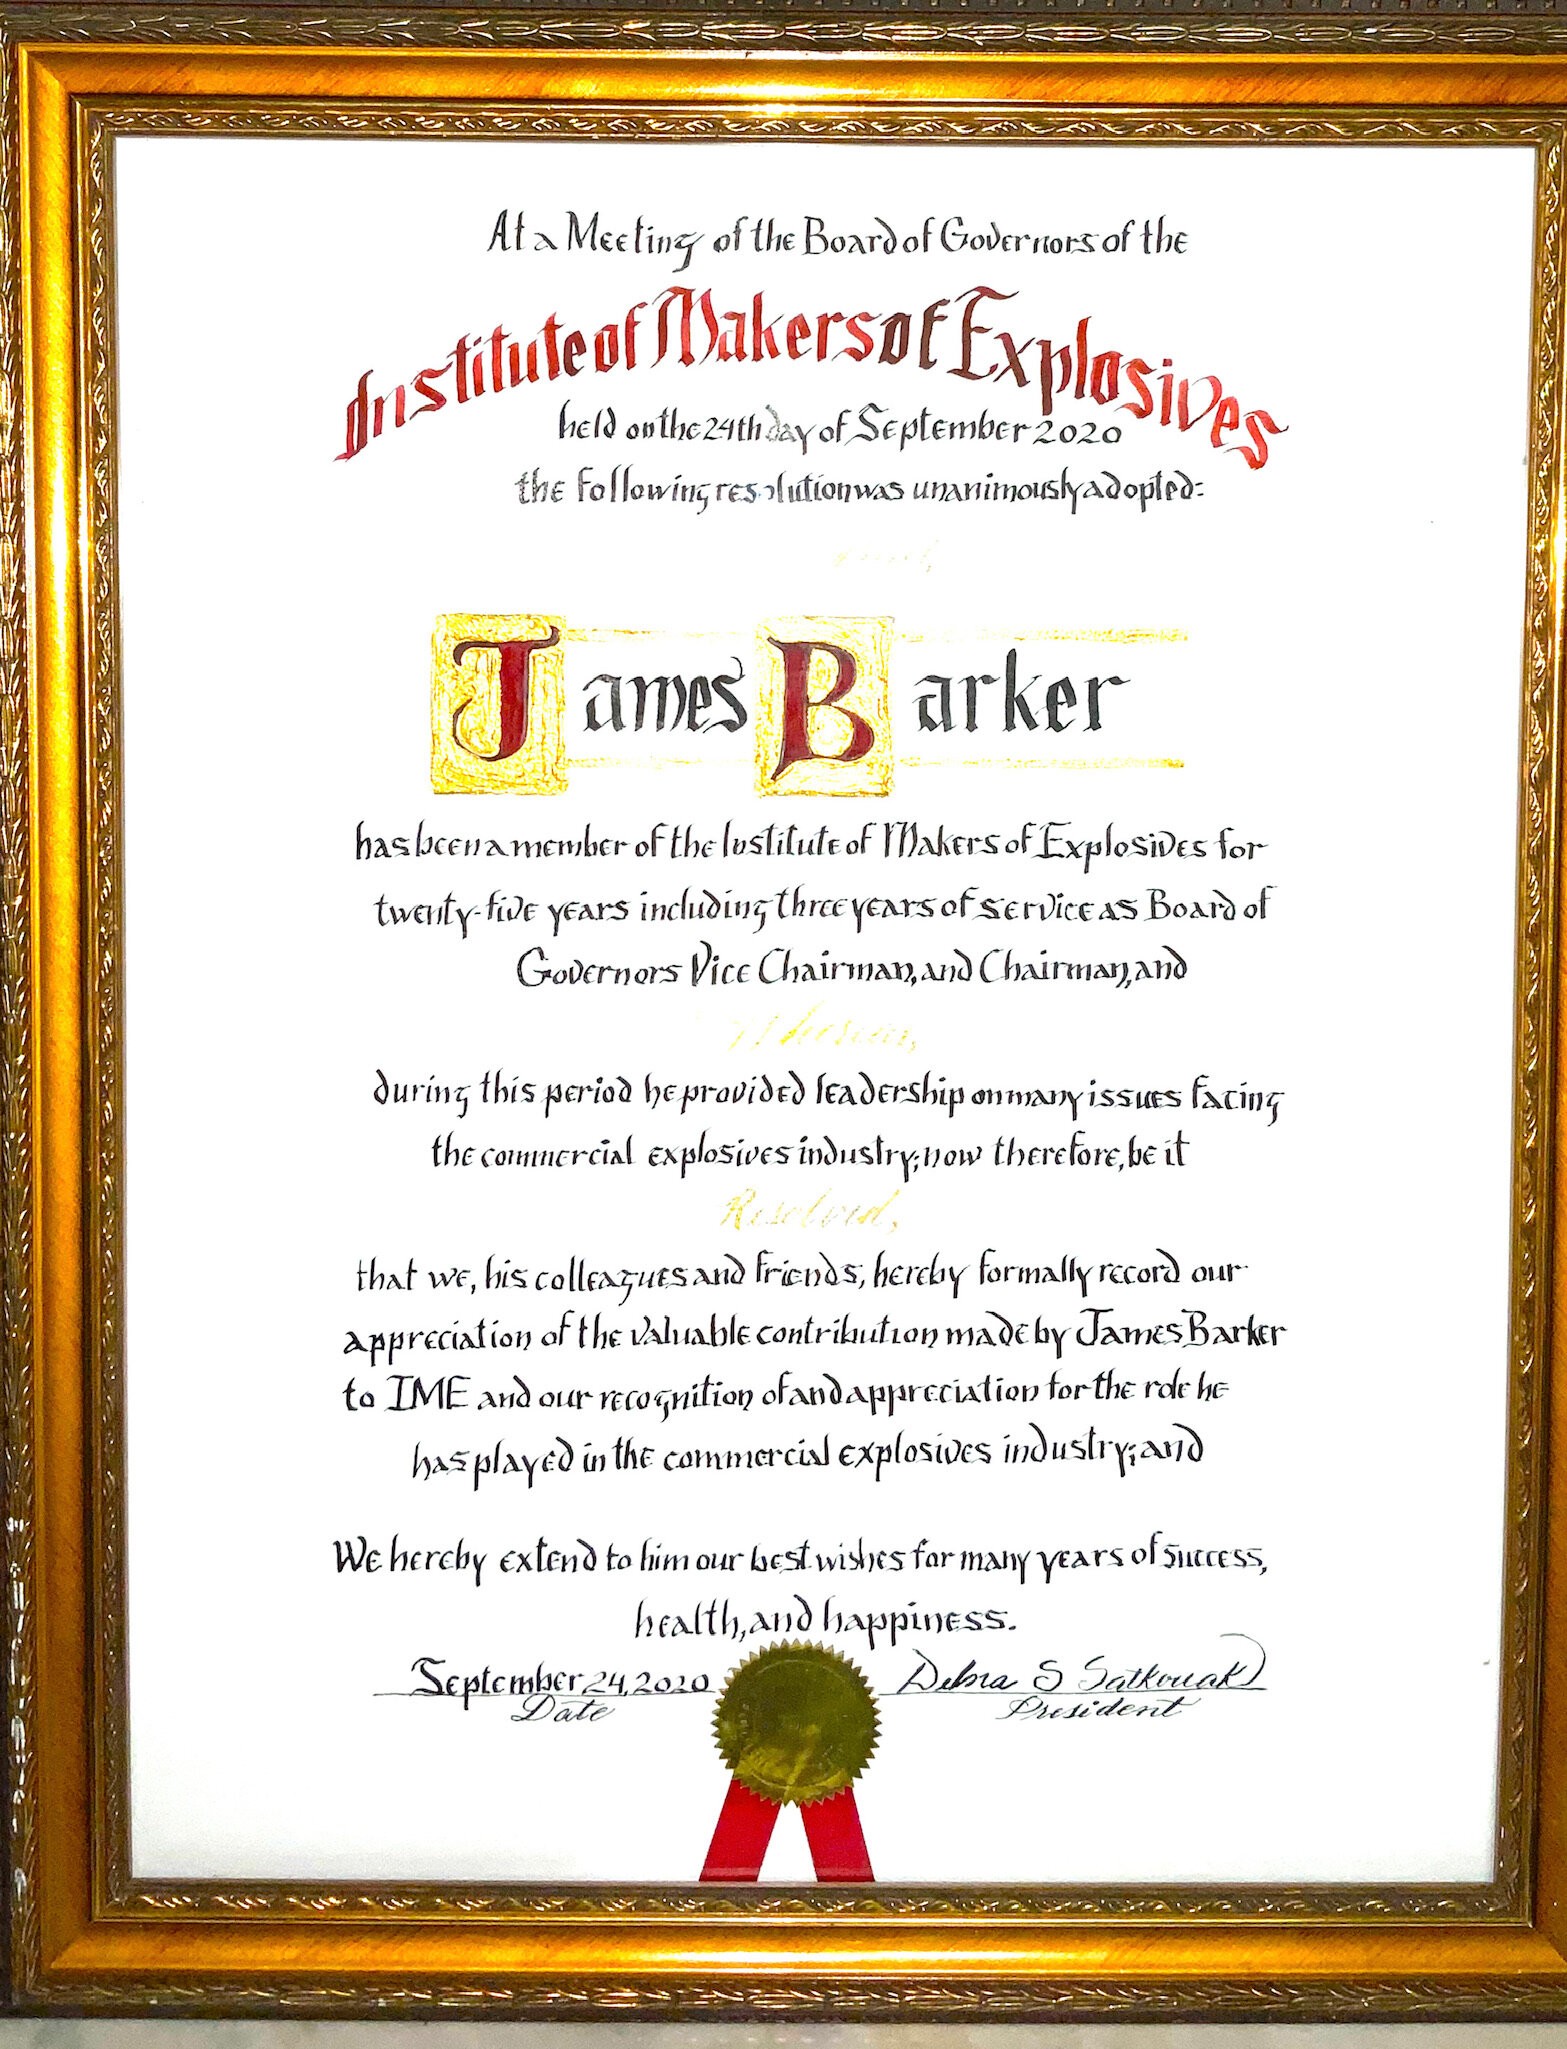 At a Meeting of the Board of Governors of the
Institute of Makers of Explosives
held on the 24th day of September 2020
the following resolution was unanimously adopted:
James Barker
has been a member of the Institute of Makers of Explosives for
twenty-five years including three years of service as Board of
Governors Vice Chairman, and Chairman, and
during this period he provided leadership on many issues facing
the commercial explosives industry; now therefore, be it
Resolved,
that we, his colleagues and friends, hereby formally record our
appreciation of the valuable contribution made by James Barker
to IME and our recognition of and appreciation for the role he
has played in the commercial explosives industry; and
We hereby extend to him our best wishes for many years of success,
health, and happiness.
September 24, 2020 Debra S Satkowiak
Date President